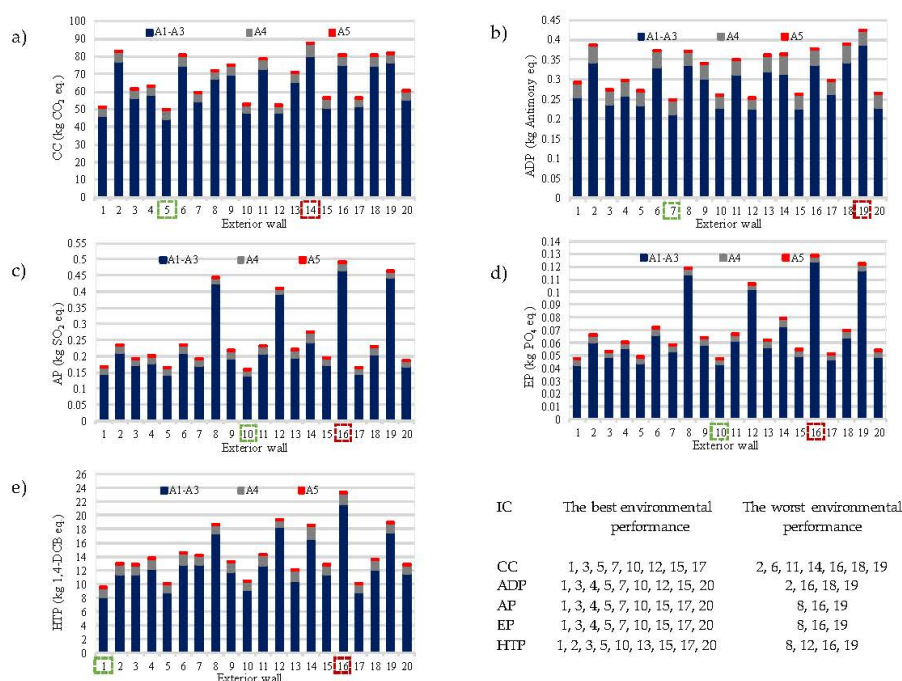 a)
A1-A3 A4 A5
CC (kg CO₂ eq.)
100
90
80
70
60
50
40
30
20
10
0
1 2 3 4 5 6 7 8 9 10 11 12 13 14 15 16 17 18 19 20
Exterior wall
b)
A1-A3 A4 A5
ADP (kg Antimony eq.)
0.45
0.4
0.35
0.3
0.25
0.2
0.15
0.1
0.05
0
1 2 3 4 5 6 7 8 9 10 11 12 13 14 15 16 17 18 19 20
Exterior wall
c)
A1-A3 A4 A5
AP (kg SO₂ eq.)
0.55
0.5
0.45
0.4
0.35
0.3
0.25
0.2
0.15
0.1
0.05
0
1 2 3 4 5 6 7 8 9 10 11 12 13 14 15 16 17 18 19 20
Exterior wall
d)
A1-A3 A4 A5
EP (kg PO₄ eq.)
0.14
0.13
0.12
0.11
0.1
0.09
0.08
0.07
0.06
0.05
0.04
0.03
0.02
0.01
0
1 2 3 4 5 6 7 8 9 10 11 12 13 14 15 16 17 18 19 20
Exterior wall
e)
A1-A3 A4 A5
HTP (kg 1,4-DCB eq.)
26
24
22
20
18
16
14
12
10
8
6
4
2
0
1 2 3 4 5 6 7 8 9 10 11 12 13 14 15 16 17 18 19 20
Exterior wall
IC The best environmental The worst environmental
performance performance
CC 1, 3, 5, 7, 10, 12, 15, 17 2, 6, 11, 14, 16, 18, 19
ADP 1, 3, 4, 5, 7, 10, 12, 15, 20 2, 16, 18, 19
AP 1, 3, 4, 5, 7, 10, 15, 17, 20 8, 16, 19
EP 1, 3, 4, 5, 7, 10, 15, 17, 20 8, 16, 19
HTP 1, 2, 3, 5, 10, 13, 15, 17, 20 8, 12, 16, 19